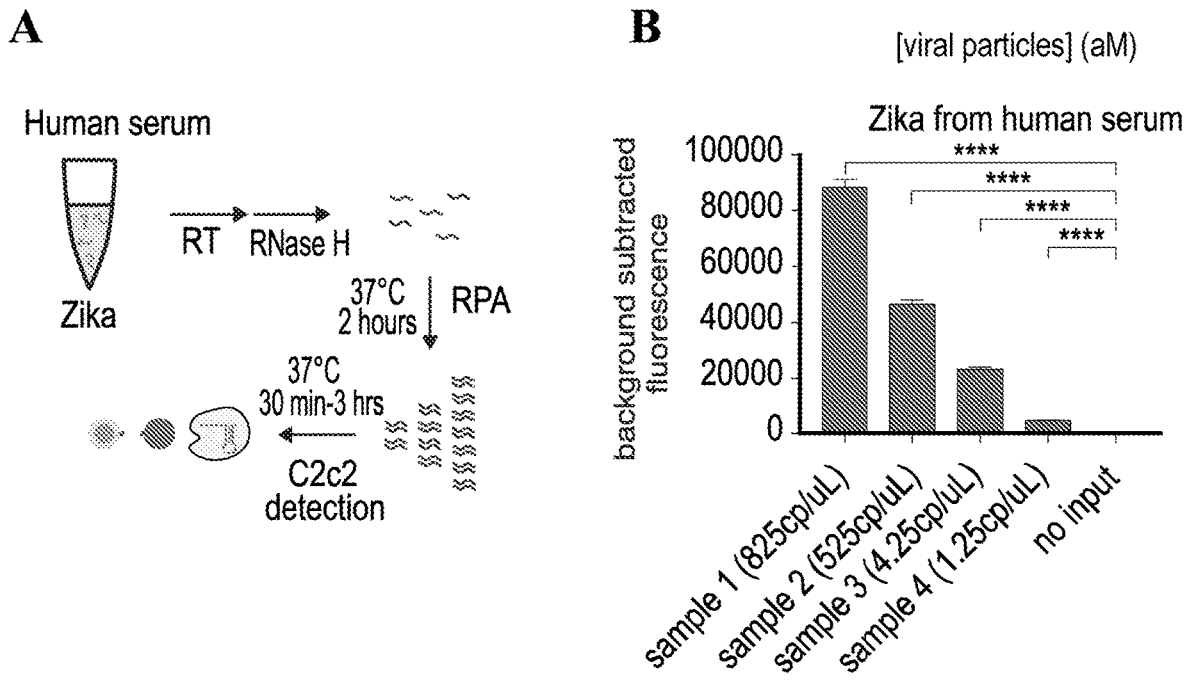 A
Human serum
Zika
RT
RNase H
37°C
2 hours
RPA
37°C
30 min-3 hrs
C2c2
detection
B
[viral particles] (aM)
Zika from human serum
background subtracted
fluorescence
100000
80000
60000
40000
20000
0
****
****
****
****
sample 1 (825cp/uL)
sample 2 (525cp/uL)
sample 3 (4.25cp/uL)
sample 4 (1.25cp/uL)
no input